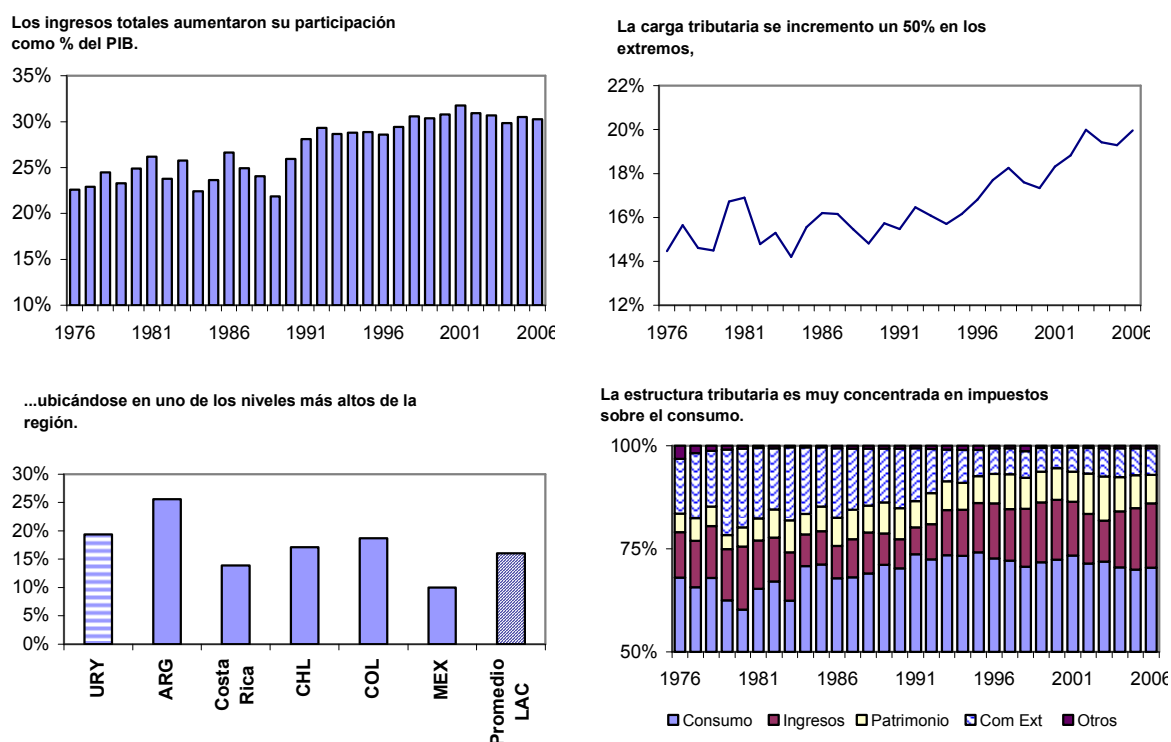 Los ingresos totales aumentaron su participación
como % del PIB.
35%
30%
25%
20%
15%
10%
1976 1981 1986 1991 1996 2001 2006
La carga tributaria se incremento un 50% en los
extremos,
22%
20%
18%
16%
14%
12%
1976 1981 1986 1991 1996 2001 2006
...ubicándose en uno de los niveles más altos de la
región.
30%
25%
20%
15%
10%
5%
0%
URY
ARG
Costa
Rica
CHL
COL
MEX
Promedio
LAC
La estructura tributaria es muy concentrada en impuestos
sobre el consumo.
100%
75%
50%
1976 1981 1986 1991 1996 2001 2006
Consumo Ingresos Patrimonio Com Ext Otros